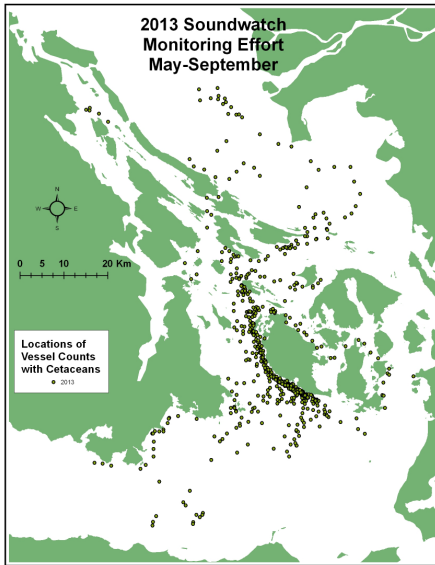 2013 Soundwatch
Monitoring Effort
May-September
N
W E
S
0 5 10 20 Km
Locations of
Vessel Counts
with Cetaceans
2013